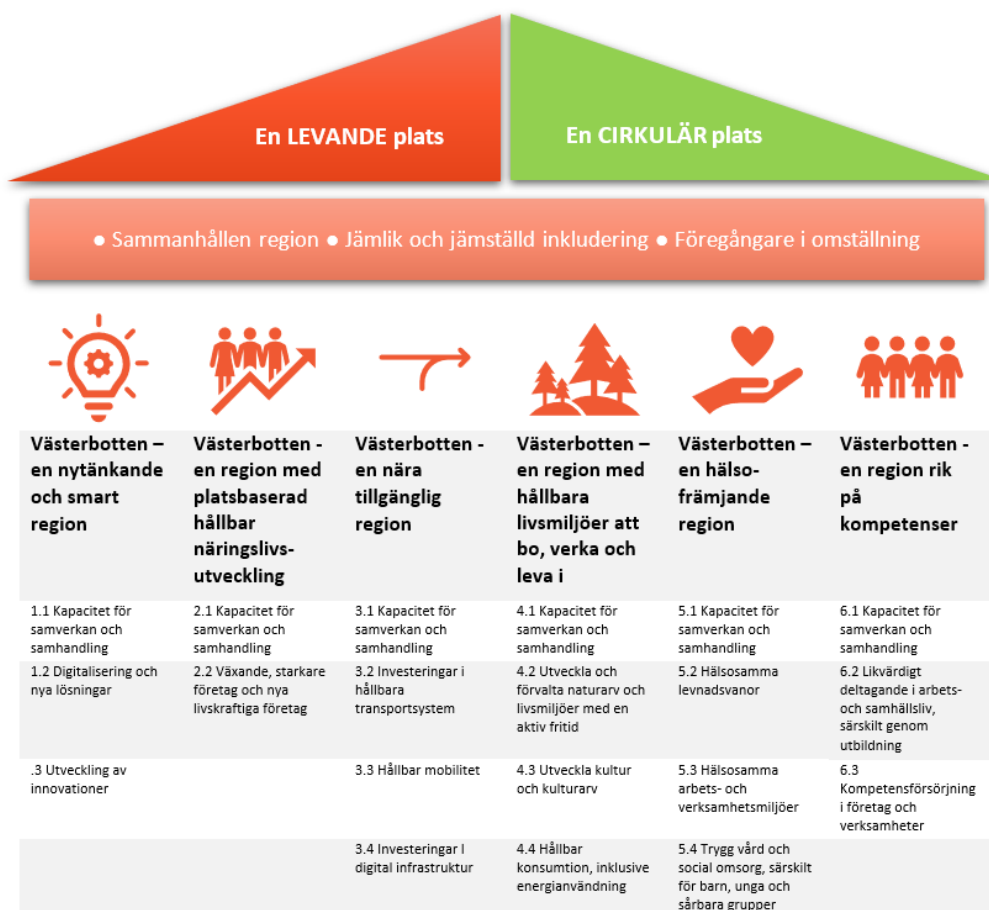 En LEVANDE plats
En CIRKULÄR plats
● Sammanhållen region ● Jämlik och jämställd inkludering ● Föregångare i omställning
Västerbotten –
en nytänkande
och smart
region
Västerbotten -
en region med
platsbaserad
hållbar
näringslivs-
utveckling
Västerbotten -
en nära
tillgänglig
region
Västerbotten –
en region med
hållbara
livsmiljöer att
bo, verka och
leva i
Västerbotten –
en hälso-
främjande
region
Västerbotten -
en region rik
på
kompetenser
1.1 Kapacitet för
samverkan och
samhandling
2.1 Kapacitet för
samverkan och
samhandling
3.1 Kapacitet för
samverkan och
samhandling
4.1 Kapacitet för
samverkan och
samhandling
5.1 Kapacitet för
samverkan och
samhandling
6.1 Kapacitet för
samverkan och
samhandling
1.2 Digitalisering och
nya lösningar
2.2 Växande, starkare
företag och nya
livskraftiga företag
3.2 Investeringar i
hållbara
transportsystem
4.2 Utveckla och
förvalta naturarv och
livsmiljöer med en
aktiv fritid
5.2 Hälsosamma
levnadsvanor
6.2 Likvärdigt
deltagande i arbets-
och samhällsliv,
särskilt genom
utbildning
.3 Utveckling av
innovationer
3.3 Hållbar mobilitet
4.3 Utveckla kultur
och kulturarv
5.3 Hälsosamma
arbets- och
verksamhetsmiljöer
6.3
Kompetensförsörjning
i företag och
verksamheter
3.4 Investeringar I
digital infrastruktur
4.4 Hållbar
konsumtion, inklusive
energianvändning
5.4 Trygg vård och
social omsorg, särskilt
för barn, unga och
sårbara grupper